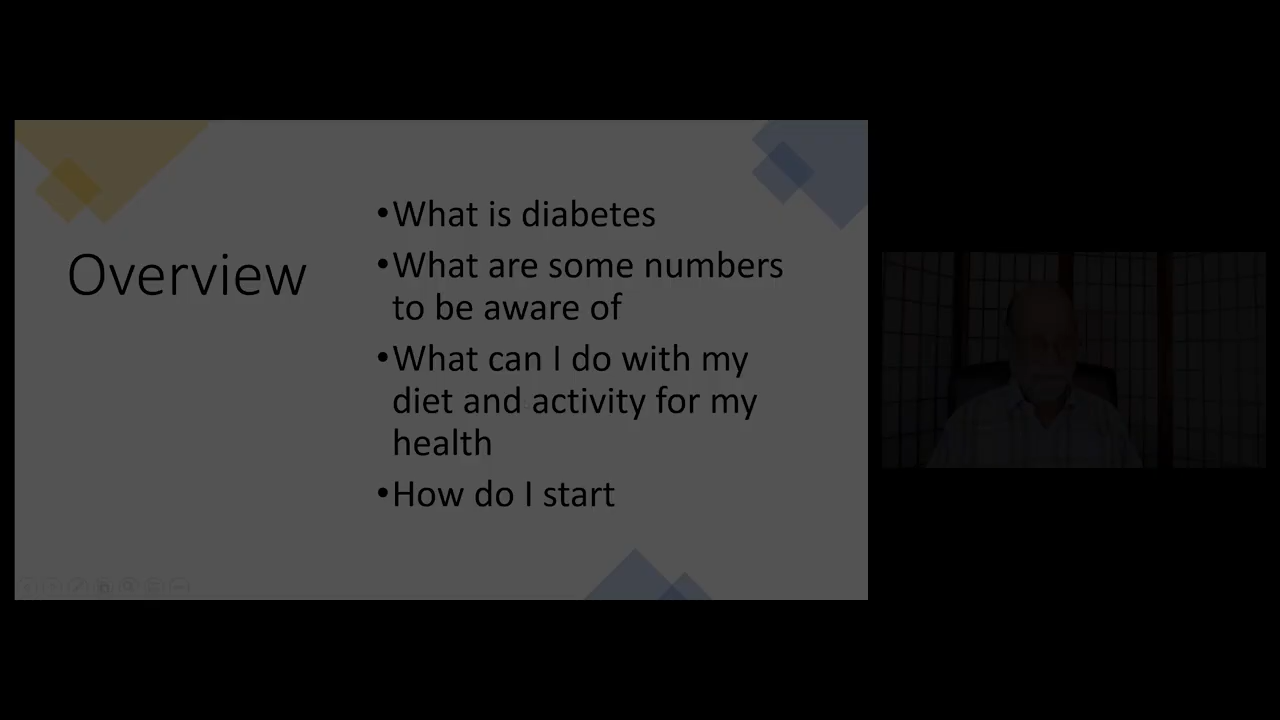 Overview
•What is diabetes
•What are some numbers
to be aware of
•What can I do with my
diet and activity for my
health
•How do I start